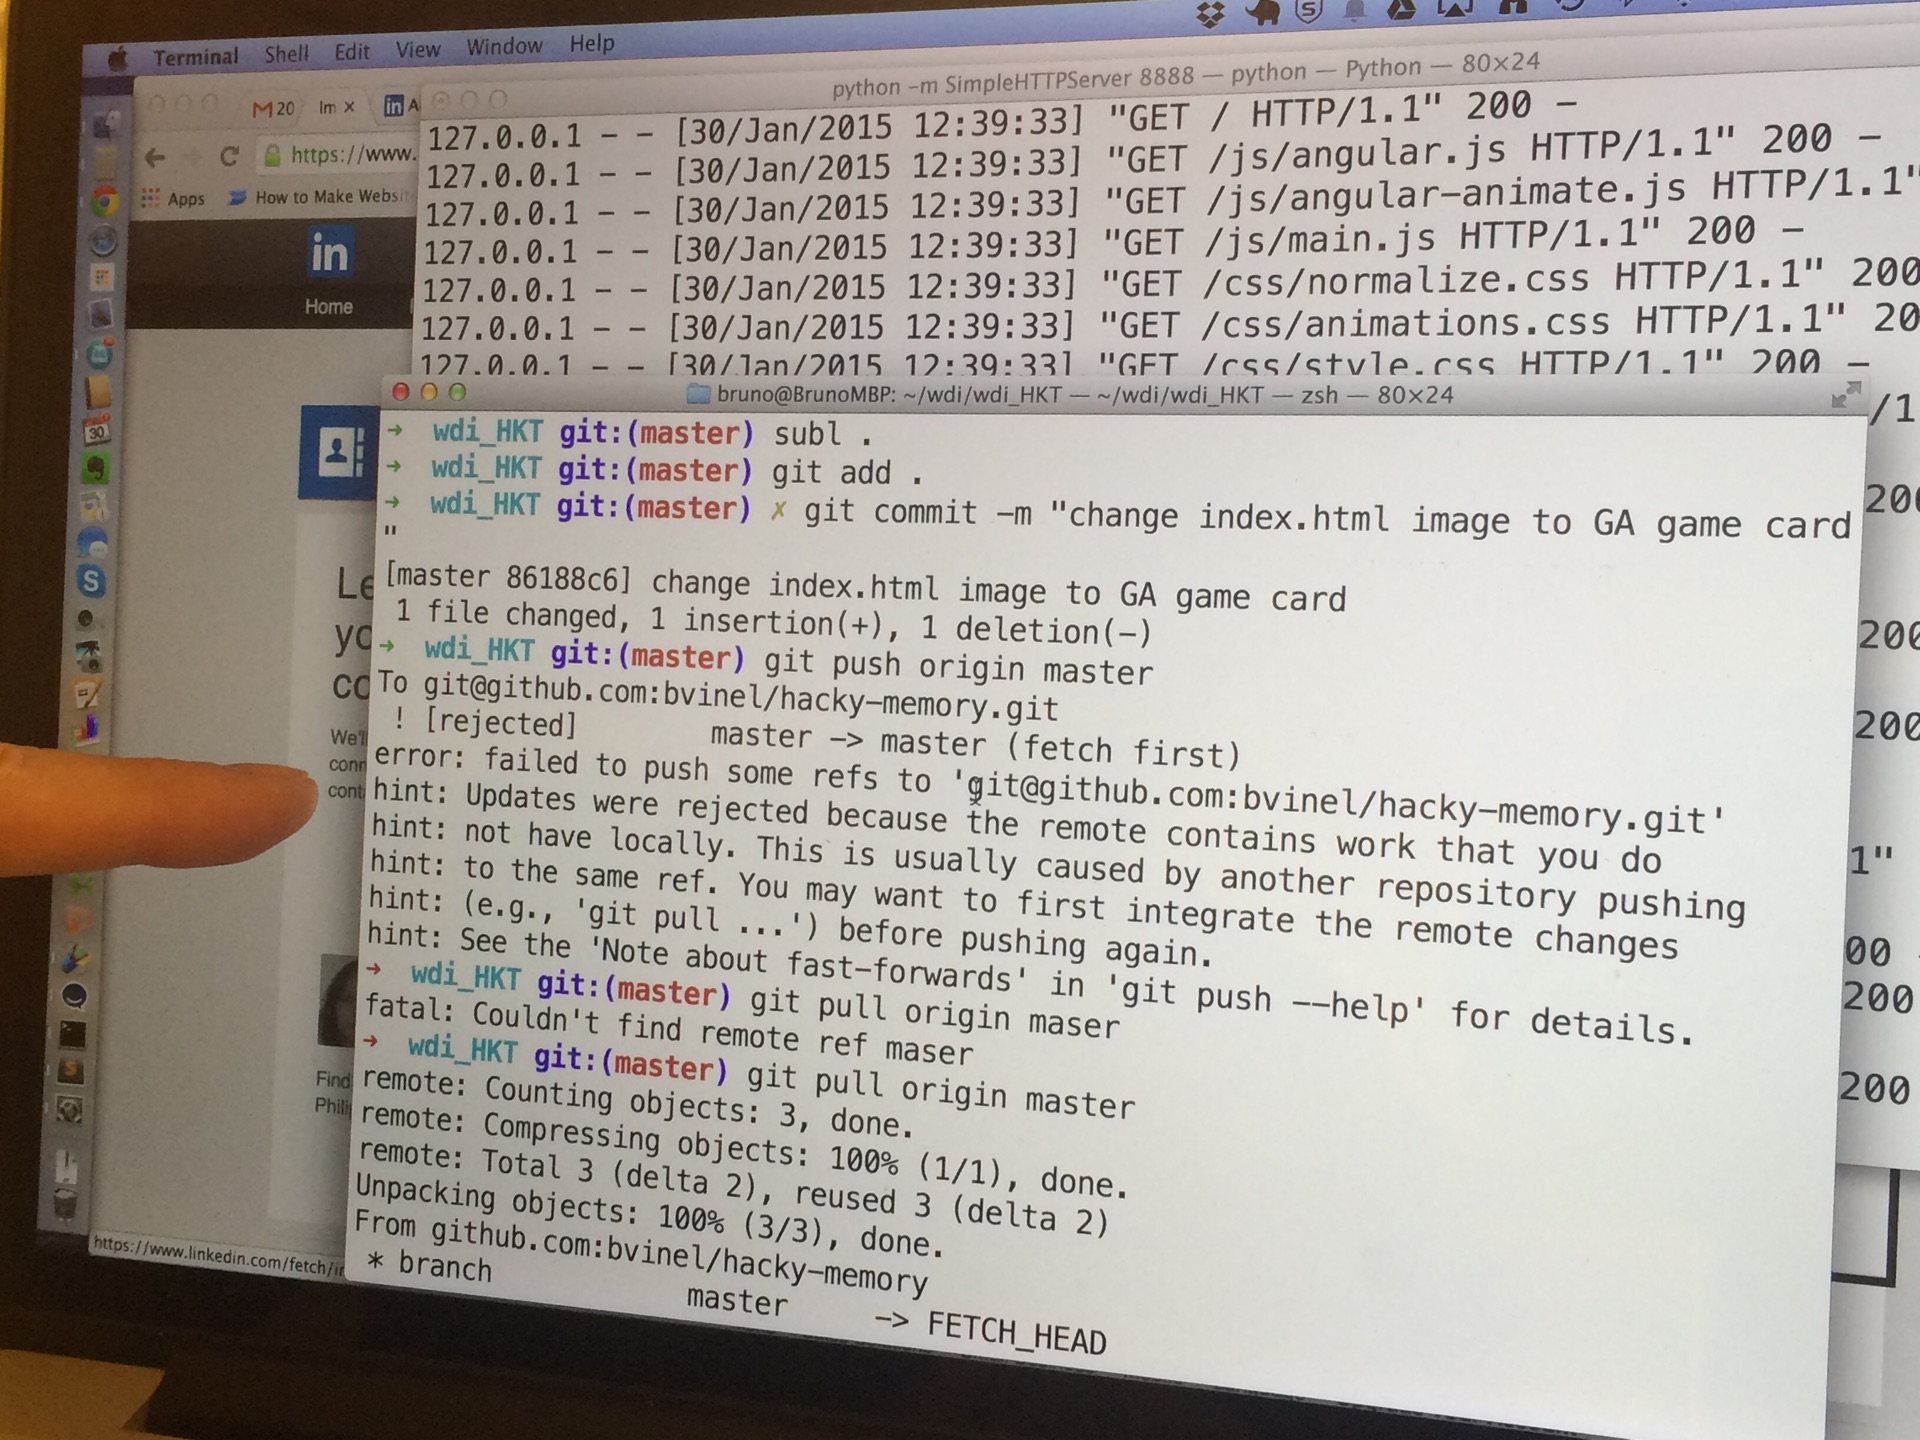 Terminal Shell Edit View Window Help
python -m SimpleHTTPServer 8888 — python — Python — 80×24
M 20 Im × in A
https://www.
Apps How to Make Websi
in
Home
127.0.0.1 - - [30/Jan/2015 12:39:33] "GET / HTTP/1.1" 200 -
127.0.0.1 - - [30/Jan/2015 12:39:33] "GET /js/angular.js HTTP/1.1" 200 -
127.0.0.1 - - [30/Jan/2015 12:39:33] "GET /js/angular-animate.js HTTP/1.1"
127.0.0.1 - - [30/Jan/2015 12:39:33] "GET /js/main.js HTTP/1.1" 200 -
127.0.0.1 - - [30/Jan/2015 12:39:33] "GET /css/normalize.css HTTP/1.1" 200
127.0.0.1 - - [30/Jan/2015 12:39:33] "GET /css/animations.css HTTP/1.1" 20
127.0.0.1 - - [30/Jan/2015 12:39:33] "GET /css/style.css HTTP/1.1" 200 -
bruno@BrunoMBP: ~/wdi/wdi_HKT — ~/wdi/wdi_HKT — zsh — 80×24
/1
→ wdi_HKT git:(master) subl .
→ wdi_HKT git:(master) git add .
→ wdi_HKT git:(master) ✗ git commit -m "change index.html image to GA game card
"
200
[master 86188c6] change index.html image to GA game card
1 file changed, 1 insertion(+), 1 deletion(-)
→ wdi_HKT git:(master) git push origin master
200
To git@github.com:bvinel/hacky-memory.git
! [rejected] master -> master (fetch first)
200
error: failed to push some refs to 'git@github.com:bvinel/hacky-memory.git'
hint: Updates were rejected because the remote contains work that you do
hint: not have locally. This is usually caused by another repository pushing
1"
hint: to the same ref. You may want to first integrate the remote changes
hint: (e.g., 'git pull ...') before pushing again.
00
hint: See the 'Note about fast-forwards' in 'git push --help' for details.
200
→ wdi_HKT git:(master) git pull origin maser
fatal: Couldn't find remote ref maser
200
→ wdi_HKT git:(master) git pull origin master
remote: Counting objects: 3, done.
remote: Compressing objects: 100% (1/1), done.
remote: Total 3 (delta 2), reused 3 (delta 2)
Unpacking objects: 100% (3/3), done.
From github.com:bvinel/hacky-memory
* branch master -> FETCH_HEAD
30
S
Le
yo
co
We'll
conn
cont
Find
Phili
https://www.linkedin.com/fetch/i